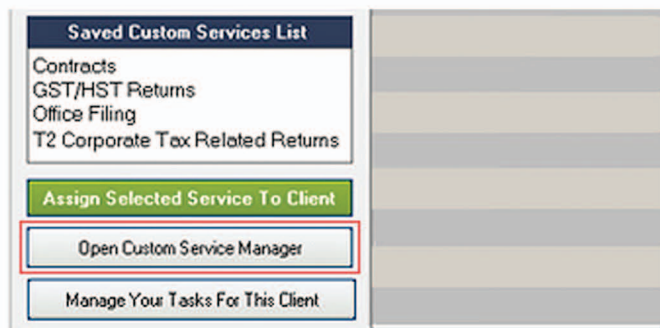 Saved Custom Services List
Contracts
GST/HST Returns
Office Filing
T2 Corporate Tax Related Returns
Assign Selected Service To Client
Open Custom Service Manager
Manage Your Tasks For This Client